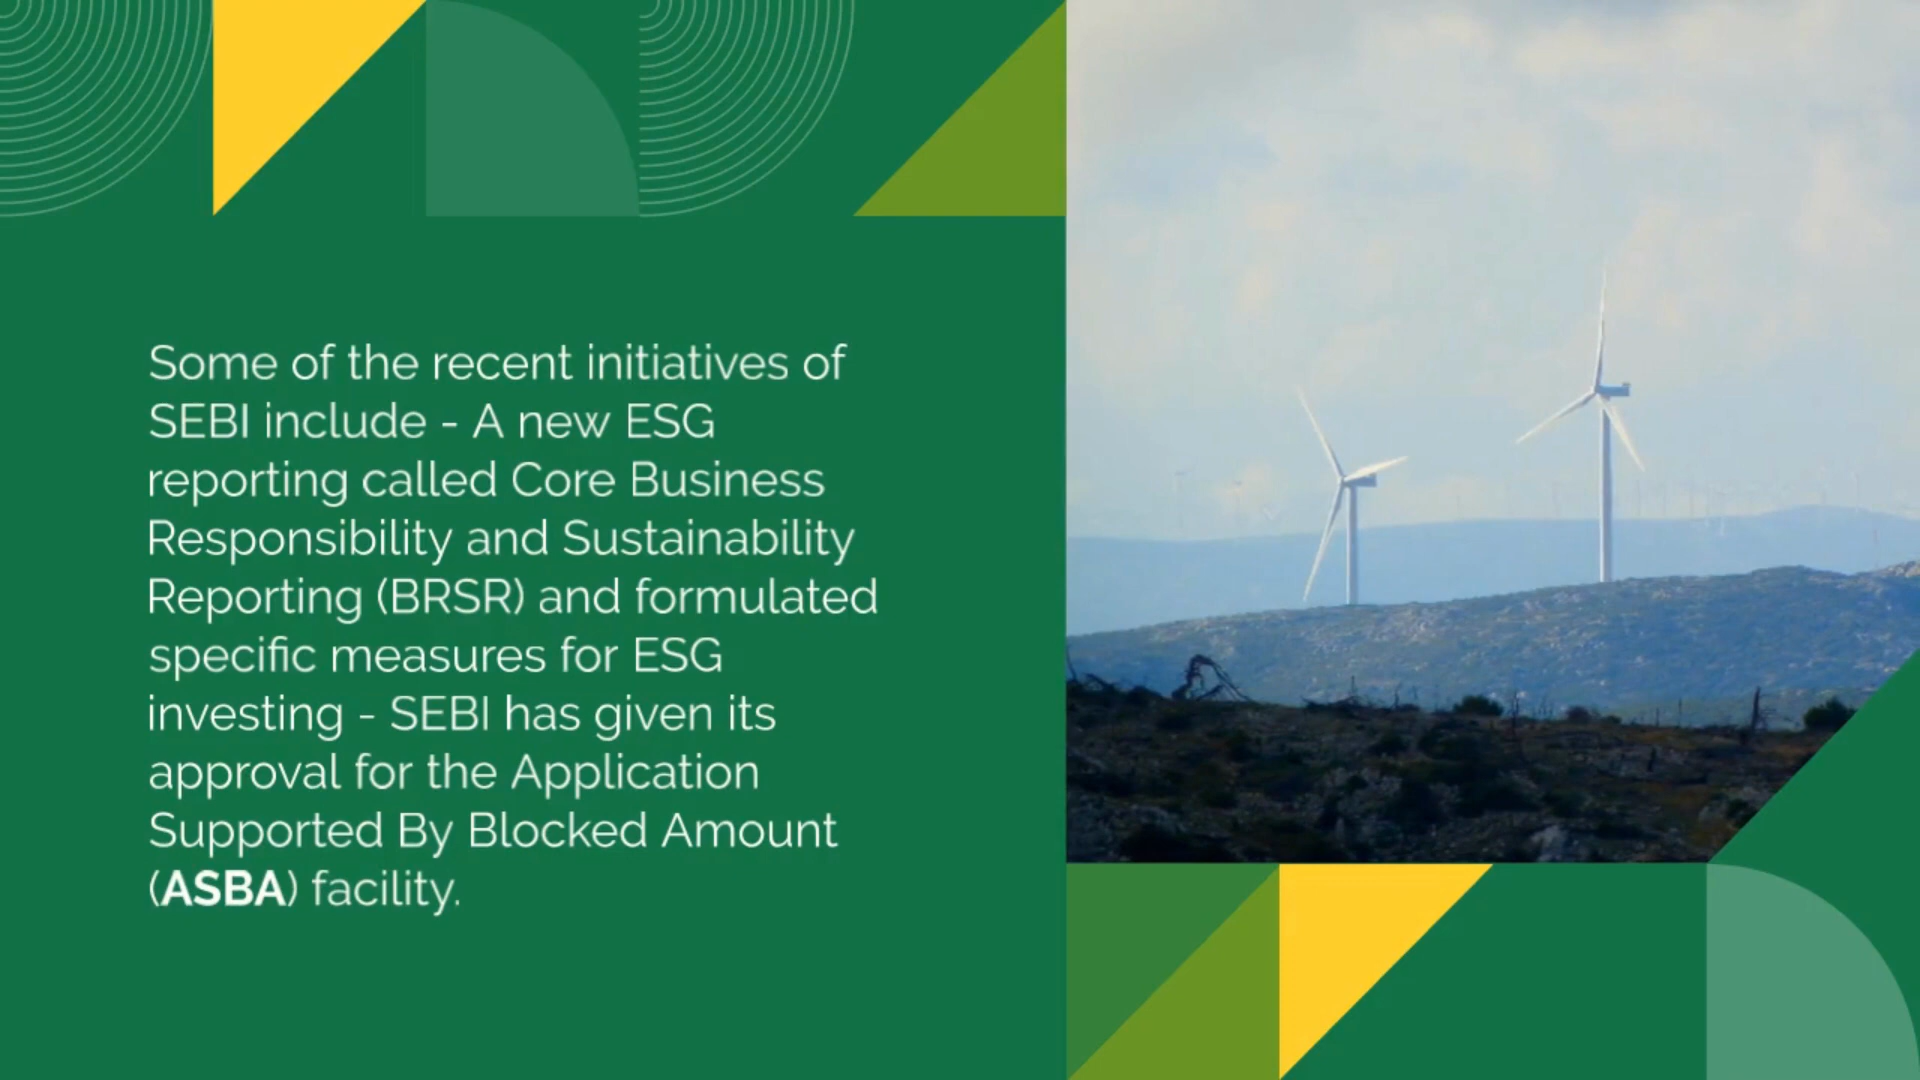 Some of the recent initiatives of
SEBI include - A new ESG
reporting called Core Business
Responsibility and Sustainability
Reporting (BRSR) and formulated
specific measures for ESG
investing - SEBI has given its
approval for the Application
Supported By Blocked Amount
(ASBA) facility.